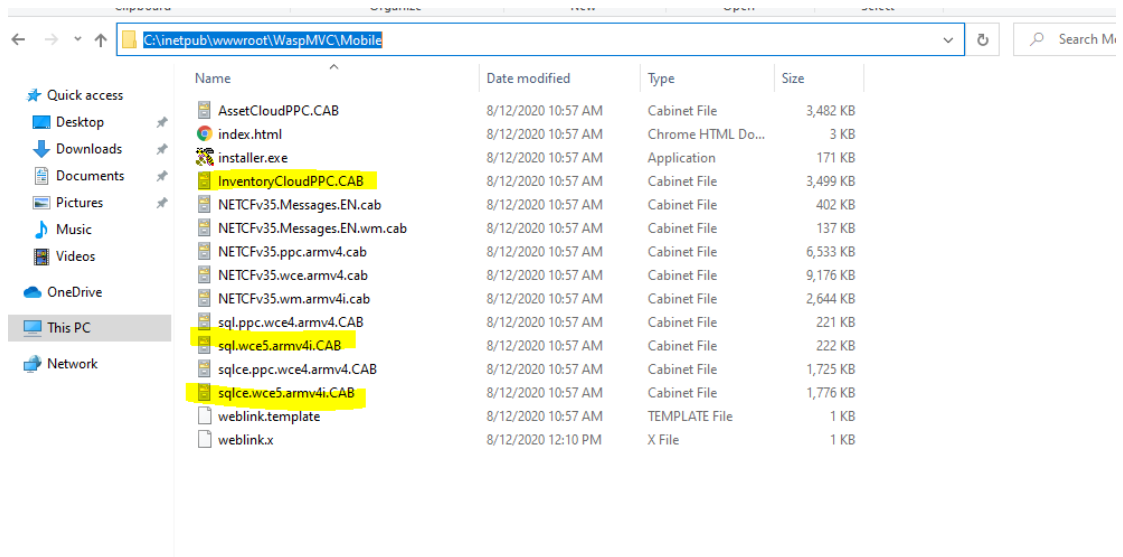 Clipboard Organize New Open Select
C:\inetpub\wwwroot\WaspMVC\Mobile
Search
Name Date modified Type Size
Quick access
Desktop
Downloads
Documents
Pictures
Music
Videos
OneDrive
This PC
Network
AssetCloudPPC.CAB 8/12/2020 10:57 AM Cabinet File 3,482 KB
index.html 8/12/2020 10:57 AM Chrome HTML Do... 3 KB
installer.exe 8/12/2020 10:57 AM Application 171 KB
InventoryCloudPPC.CAB 8/12/2020 10:57 AM Cabinet File 3,499 KB
NETCFv35.Messages.EN.cab 8/12/2020 10:57 AM Cabinet File 402 KB
NETCFv35.Messages.EN.wm.cab 8/12/2020 10:57 AM Cabinet File 137 KB
NETCFv35.ppc.armv4.cab 8/12/2020 10:57 AM Cabinet File 6,533 KB
NETCFv35.wce.armv4.cab 8/12/2020 10:57 AM Cabinet File 9,176 KB
NETCFv35.wm.armv4i.cab 8/12/2020 10:57 AM Cabinet File 2,644 KB
sql.ppc.wce4.armv4.CAB 8/12/2020 10:57 AM Cabinet File 221 KB
sql.wce5.armv4i.CAB 8/12/2020 10:57 AM Cabinet File 222 KB
sqlce.ppc.wce4.armv4.CAB 8/12/2020 10:57 AM Cabinet File 1,725 KB
sqlce.wce5.armv4i.CAB 8/12/2020 10:57 AM Cabinet File 1,776 KB
weblink.template 8/12/2020 10:57 AM TEMPLATE File 1 KB
weblink.x 8/12/2020 12:10 PM X File 1 KB